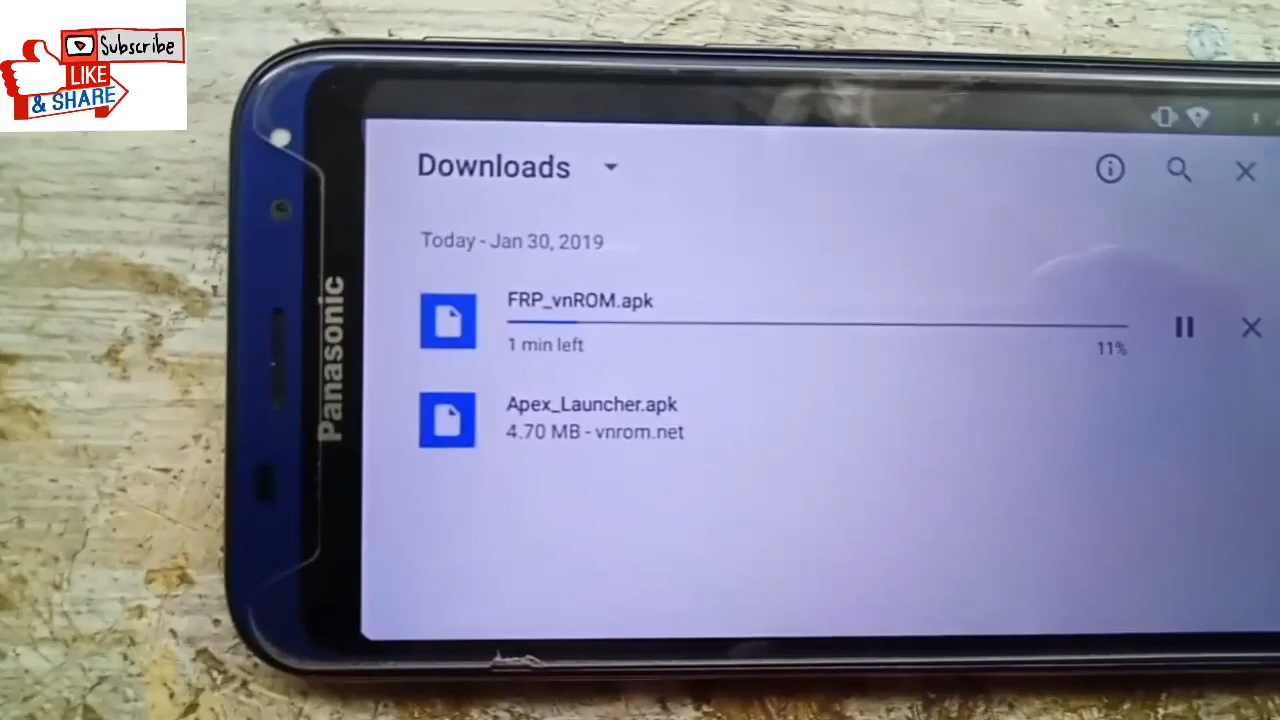 Subscribe
LIKE
& SHARE
Panasonic
Downloads
Today - Jan 30, 2019
FRP_vnROM.apk
1 min left
11%
Apex_Launcher.apk
4.70 MB - vnrom.net